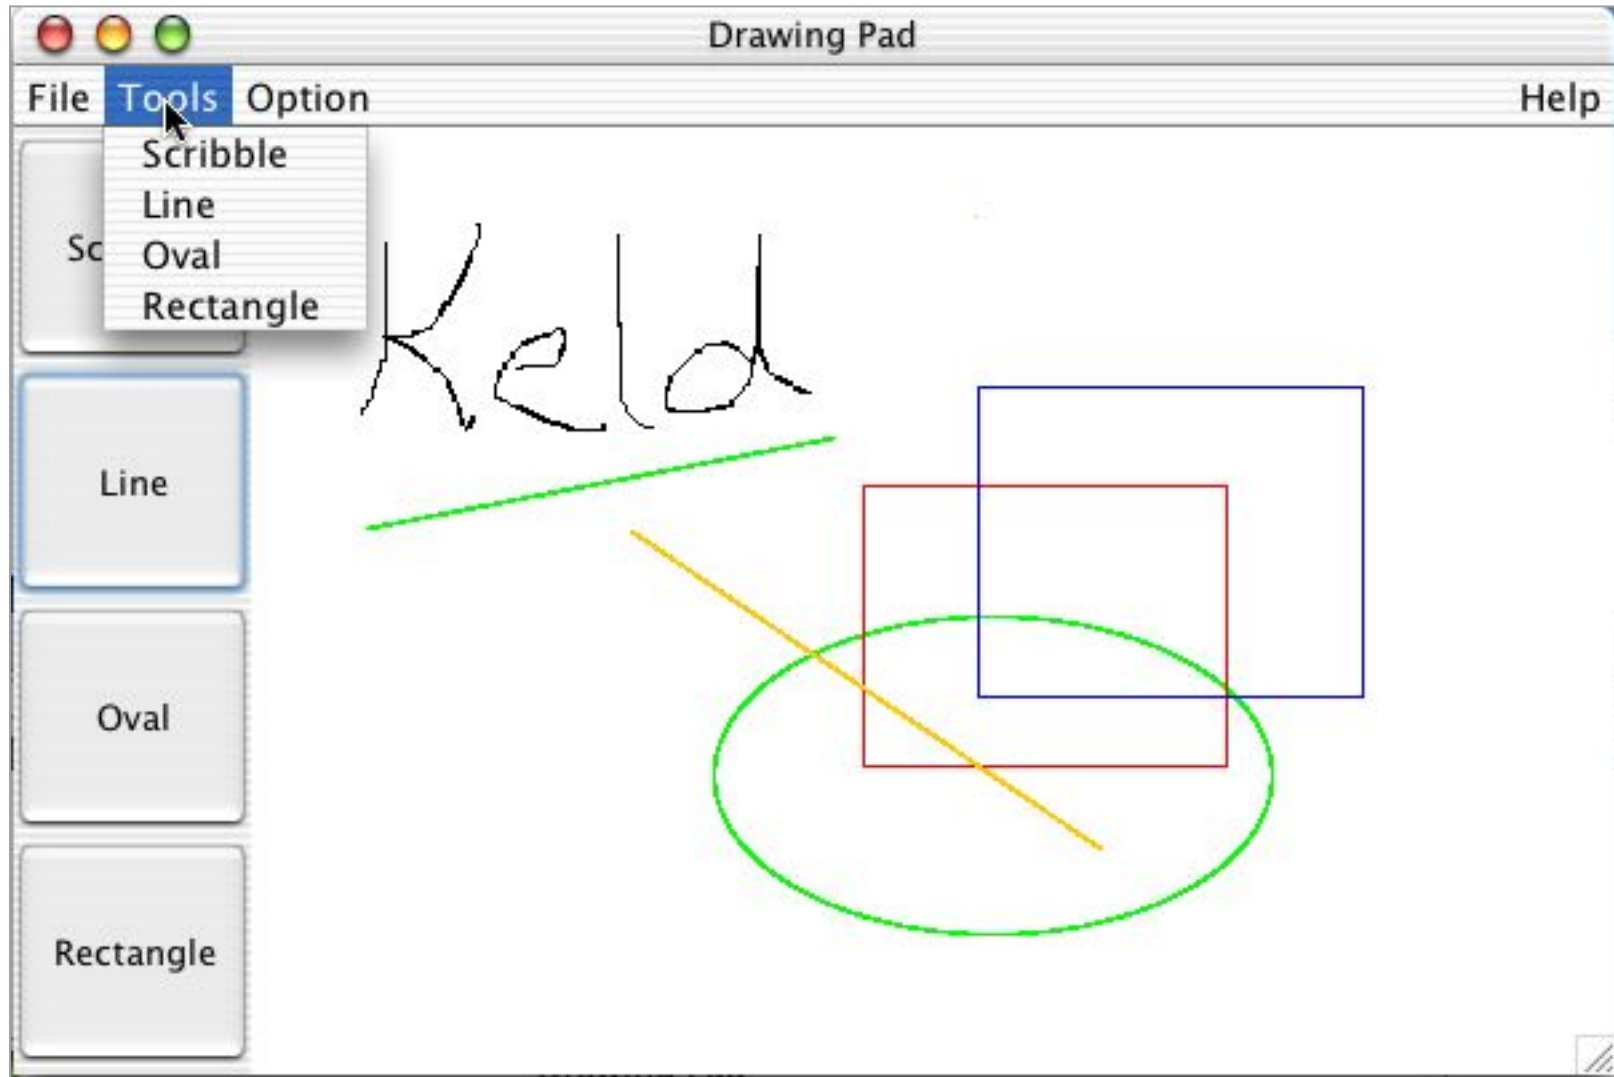 Drawing Pad
File Tools Option Help
Scribble
Line
Oval
Rectangle
Sc
Keld
Line
Oval
Rectangle